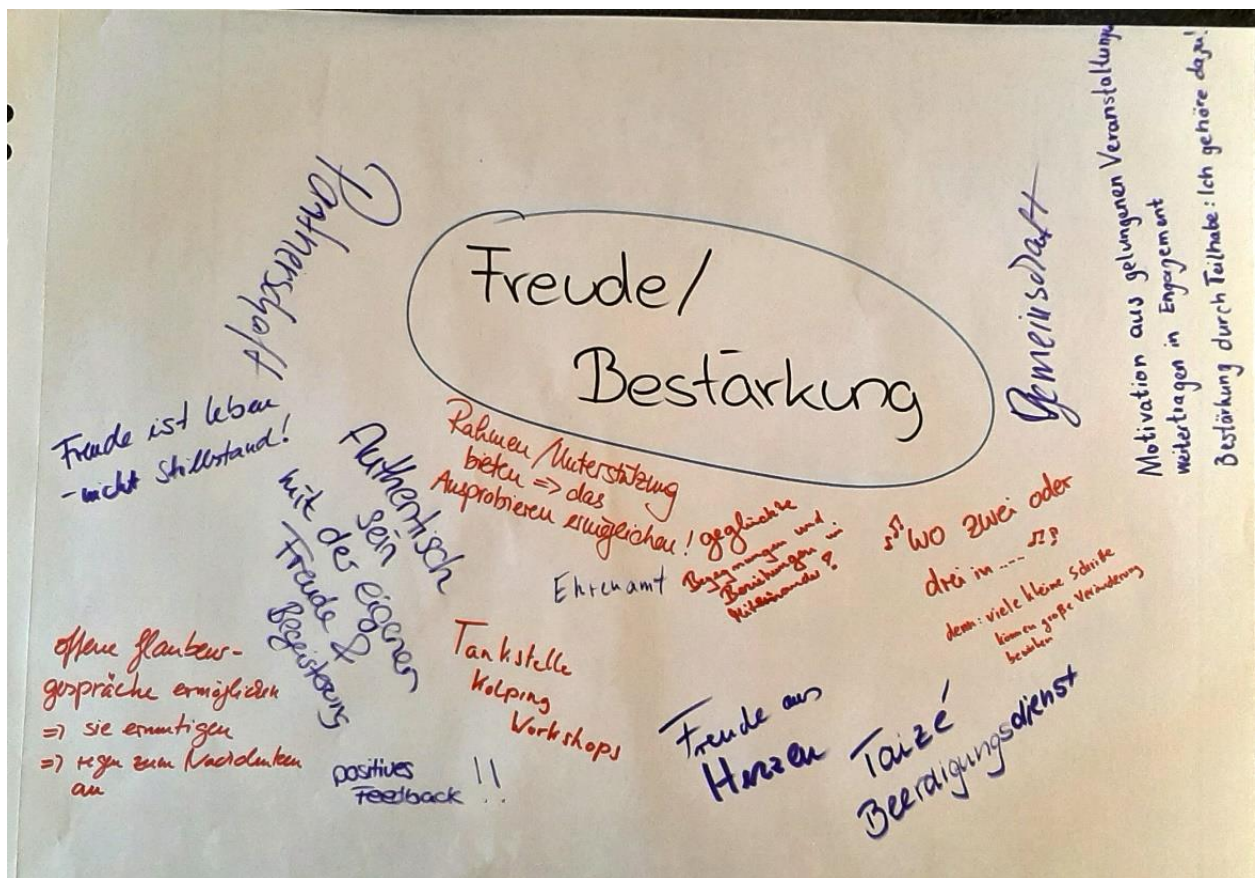 Freude/
Bestärkung
Partnerschaft
Freude ist leben
- nicht Stillstand!
Authentisch
sein
mit der eigenen
Freude &
Begeisterung
Rahmen/Unterstützung
bieten => das
Ausprobieren ermöglichen!
geglückte
Begegnungen und
Beziehungen im
Miteinander!
Ehrenamt
Gemeinschaft
Motivation aus gelungenen Veranstaltung
weitertragen in Engagement
Bestärkung durch Teilhabe: Ich gehöre dazu!
♪♫ wo zwei oder
drei in ....
denn: viele kleine Schritte
können große Veränderung
bewirken
offene Glaubens-
gespräche ermöglichen
=> sie ermutigen
=> regen zum Nachdenken
an
positives
Feedback !!
Tankstelle
Kolping
Workshops
Freude aus
Herzen
Taizé
Beerdigungsdienst